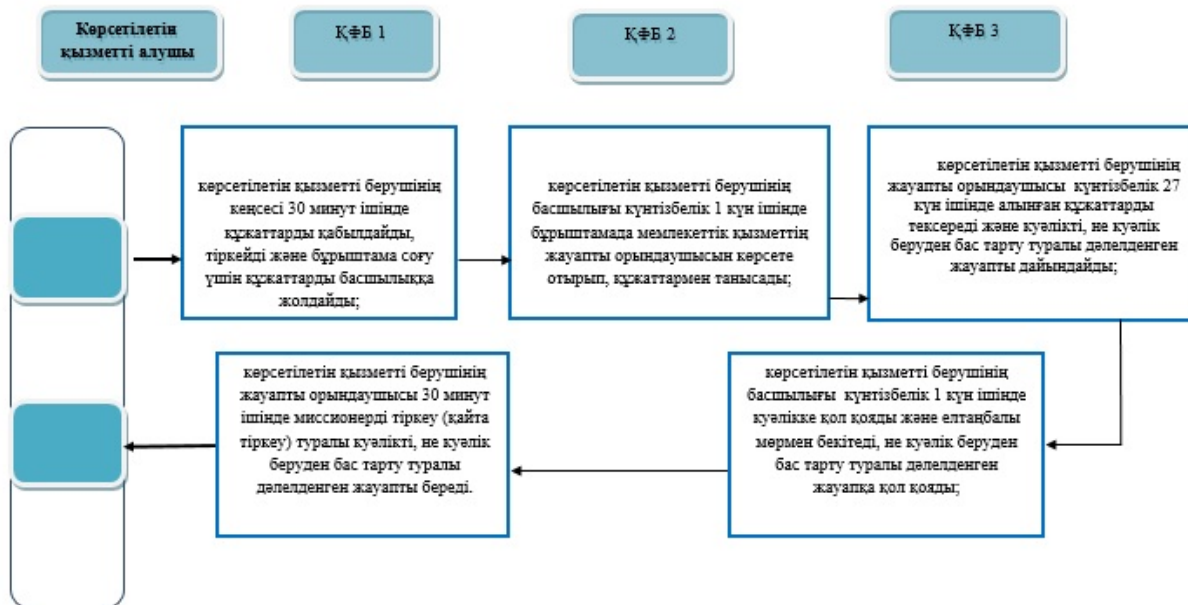 Көрсетілетін
қызметті алушы
ҚФБ 1
ҚФБ 2
ҚФБ 3
көрсетілетін қызметті берушінің
кеңсесі 30 минут ішінде
құжаттарды қабылдайды,
тіркейді және бұрыштама соғу
үшін құжаттарды басшылыққа
жолдайды;
көрсетілетін қызметті берушінің
басшылығы күнтізбелік 1 күн ішінде
бұрыштамада мемлекеттік қызметтің
жауапты орындаушысын көрсете
отырып, құжаттармен танысады;
көрсетілетін қызметті берушінің
жауапты орындаушысы күнтізбелік 27
күн ішінде алынған құжаттарды
тексереді және куәлікті, не куәлік
беруден бас тарту туралы дәлелденген
жауапты дайындайды;
көрсетілетін қызметті берушінің
жауапты орындаушысы 30 минут
ішінде миссионерді тіркеу (қайта
тіркеу) туралы куәлікті, не куәлік
беруден бас тарту туралы
дәлелденген жауапты береді.
көрсетілетін қызметті берушінің
басшылығы күнтізбелік 1 күн ішінде
куәлікке қол қояды және елтаңбалы
мөрмен бекітеді, не куәлік беруден
бас тарту туралы дәлелденген
жауапқа қол қояды;